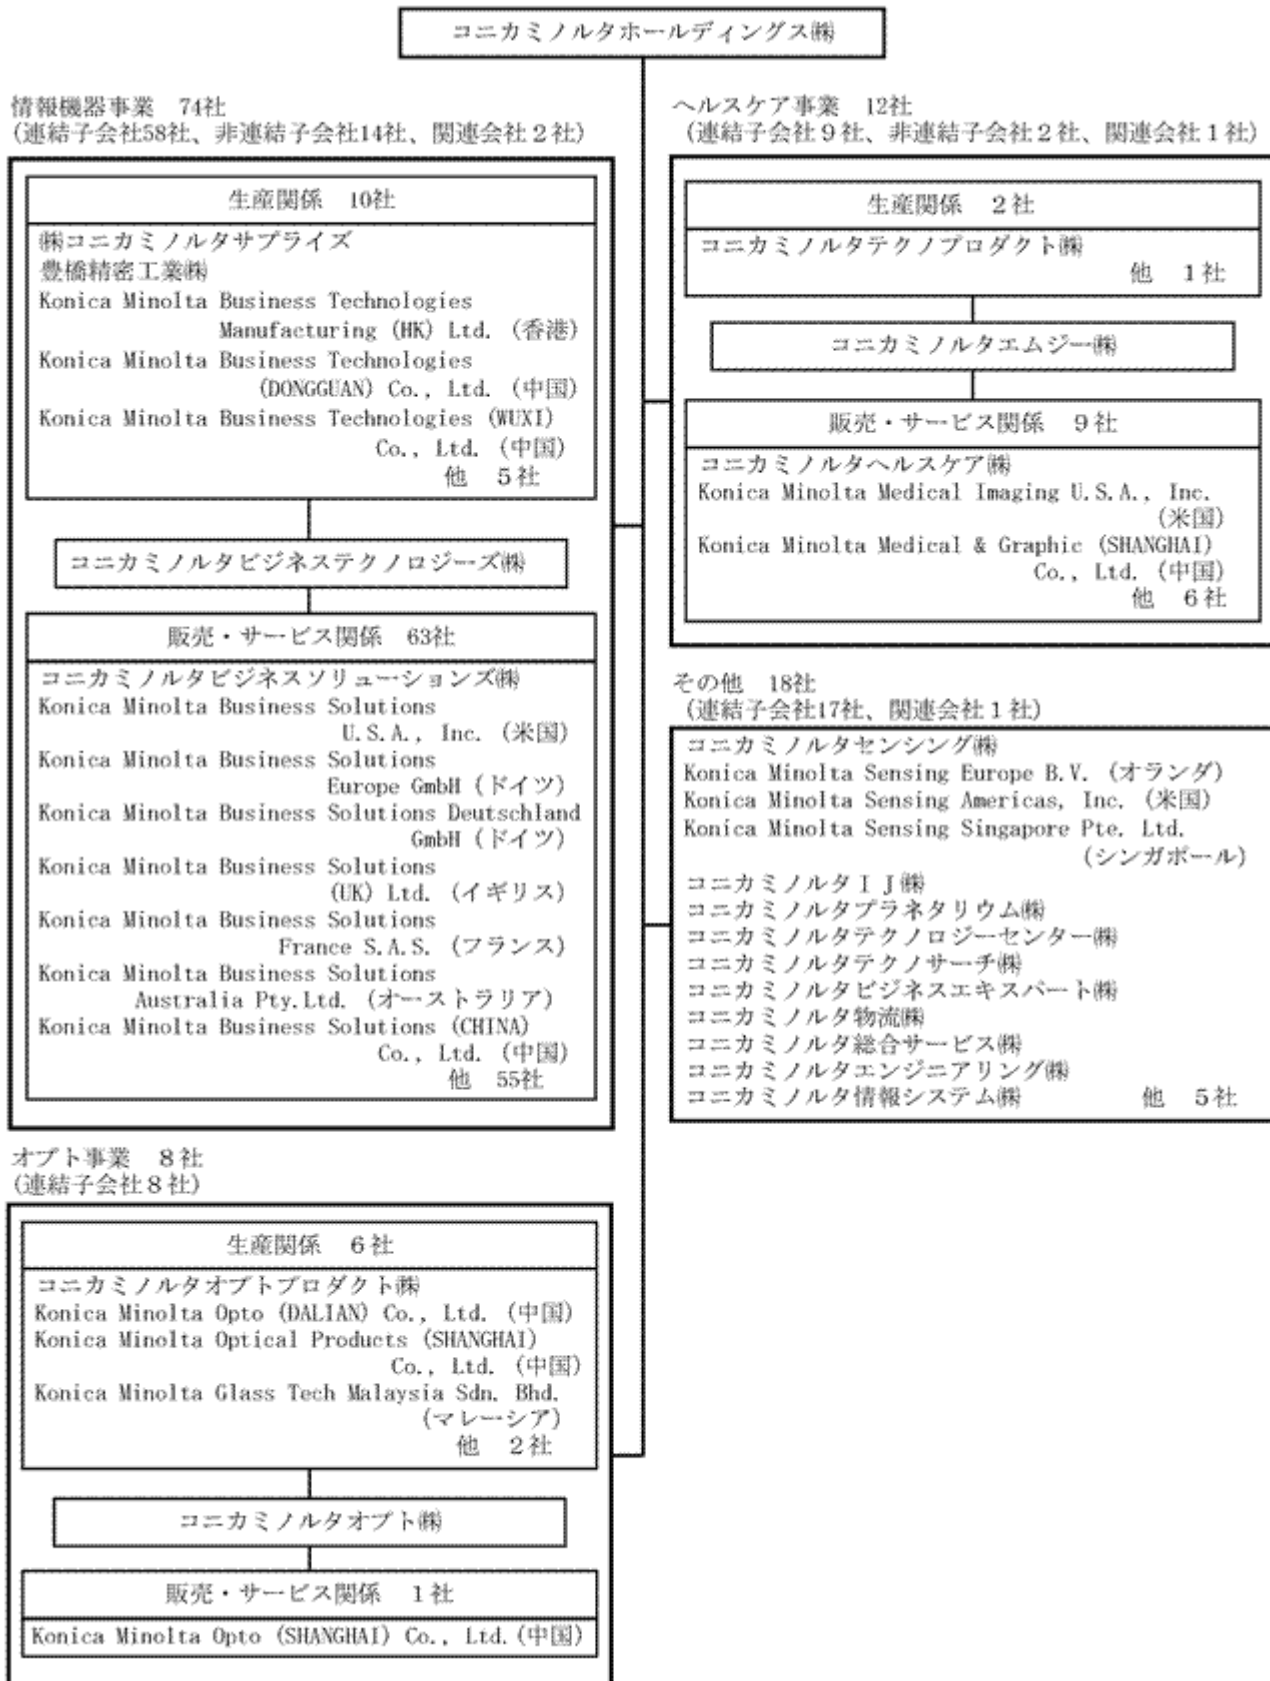 コニカミノルタホールディングス㈱
情報機器事業　74社
(連結子会社58社、非連結子会社14社、関連会社２社)
生産関係　10社
㈱コニカミノルタサプライズ
豊橋精密工業㈱
Konica Minolta Business Technologies
Manufacturing (HK) Ltd. (香港)
Konica Minolta Business Technologies
(DONGGUAN) Co., Ltd. (中国)
Konica Minolta Business Technologies (WUXI)
Co., Ltd. (中国)
他　５社
コニカミノルタビジネステクノロジーズ㈱
販売・サービス関係　63社
コニカミノルタビジネスソリューションズ㈱
Konica Minolta Business Solutions
U.S.A., Inc. (米国)
Konica Minolta Business Solutions
Europe GmbH (ドイツ)
Konica Minolta Business Solutions Deutschland
GmbH (ドイツ)
Konica Minolta Business Solutions
(UK) Ltd. (イギリス)
Konica Minolta Business Solutions
France S.A.S. (フランス)
Konica Minolta Business Solutions
Australia Pty.Ltd. (オーストラリア)
Konica Minolta Business Solutions (CHINA)
Co., Ltd. (中国)
他　55社
オプト事業　８社
(連結子会社８社)
生産関係　６社
コニカミノルタオプトプロダクト㈱
Konica Minolta Opto (DALIAN) Co., Ltd. (中国)
Konica Minolta Optical Products (SHANGHAI)
Co., Ltd. (中国)
Konica Minolta Glass Tech Malaysia Sdn. Bhd.
(マレーシア)
他　２社
コニカミノルタオプト㈱
販売・サービス関係　１社
Konica Minolta Opto (SHANGHAI) Co., Ltd.(中国)
ヘルスケア事業　12社
(連結子会社９社、非連結子会社２社、関連会社１社)
生産関係　２社
コニカミノルタテクノプロダクト㈱
他　１社
コニカミノルタエムジー㈱
販売・サービス関係　９社
コニカミノルタヘルスケア㈱
Konica Minolta Medical Imaging U.S.A., Inc.
(米国)
Konica Minolta Medical & Graphic (SHANGHAI)
Co., Ltd. (中国)
他　６社
その他　18社
(連結子会社17社、関連会社１社)
コニカミノルタセンシング㈱
Konica Minolta Sensing Europe B.V. (オランダ)
Konica Minolta Sensing Americas, Inc. (米国)
Konica Minolta Sensing Singapore Pte. Ltd.
(シンガポール)
コニカミノルタＩＪ㈱
コニカミノルタプラネタリウム㈱
コニカミノルタテクノロジーセンター㈱
コニカミノルタテクノサーチ㈱
コニカミノルタビジネスエキスパート㈱
コニカミノルタ物流㈱
コニカミノルタ総合サービス㈱
コニカミノルタエンジニアリング㈱
コニカミノルタ情報システム㈱　他　５社